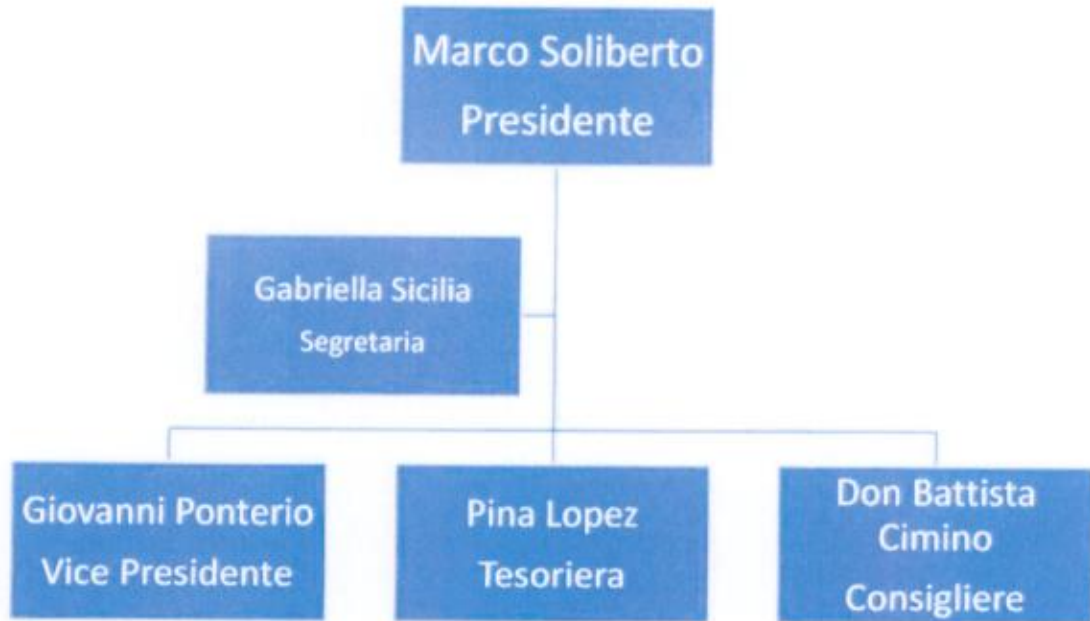 Marco Soliberto
Presidente
Gabriella Sicilia
Segretaria
Giovanni Ponterio
Vice Presidente
Pina Lopez
Tesoriera
Don Battista
Cimino
Consigliere